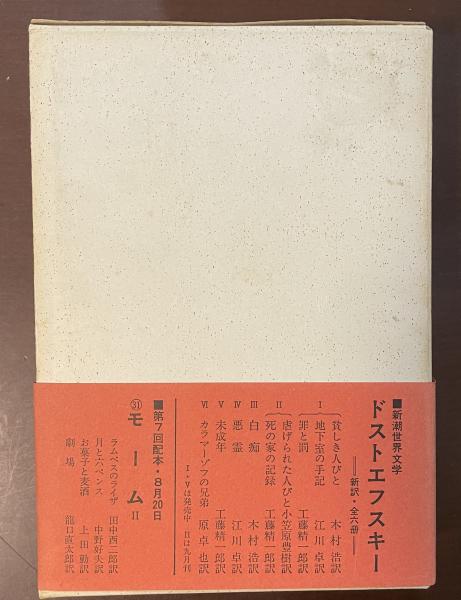 ■新潮世界文学
ドストエフスキー
══新訳・全六冊══
Ⅰ 貧しき人びと 木村浩訳
地下室の手記 江川卓訳
罪と罰 工藤精一郎訳
Ⅱ 虐げられた人びと 小笠原豊樹訳
死の家の記録 工藤精一郎訳
Ⅲ 白痴 木村浩訳
Ⅳ 悪霊 江川卓訳
Ⅴ 未成年 工藤精一郎訳
Ⅵ カラマーゾフの兄弟 原卓也訳
Ⅰ・Ⅴは発売中 Ⅱは九月刊
■第7回配本・8月20日
㉛モームⅡ
ラムベスのライザ 田中西二郎訳
月と六ペンス 中野好夫訳
お菓子と麦酒 上田勤訳
劇場 龍口直太郎訳